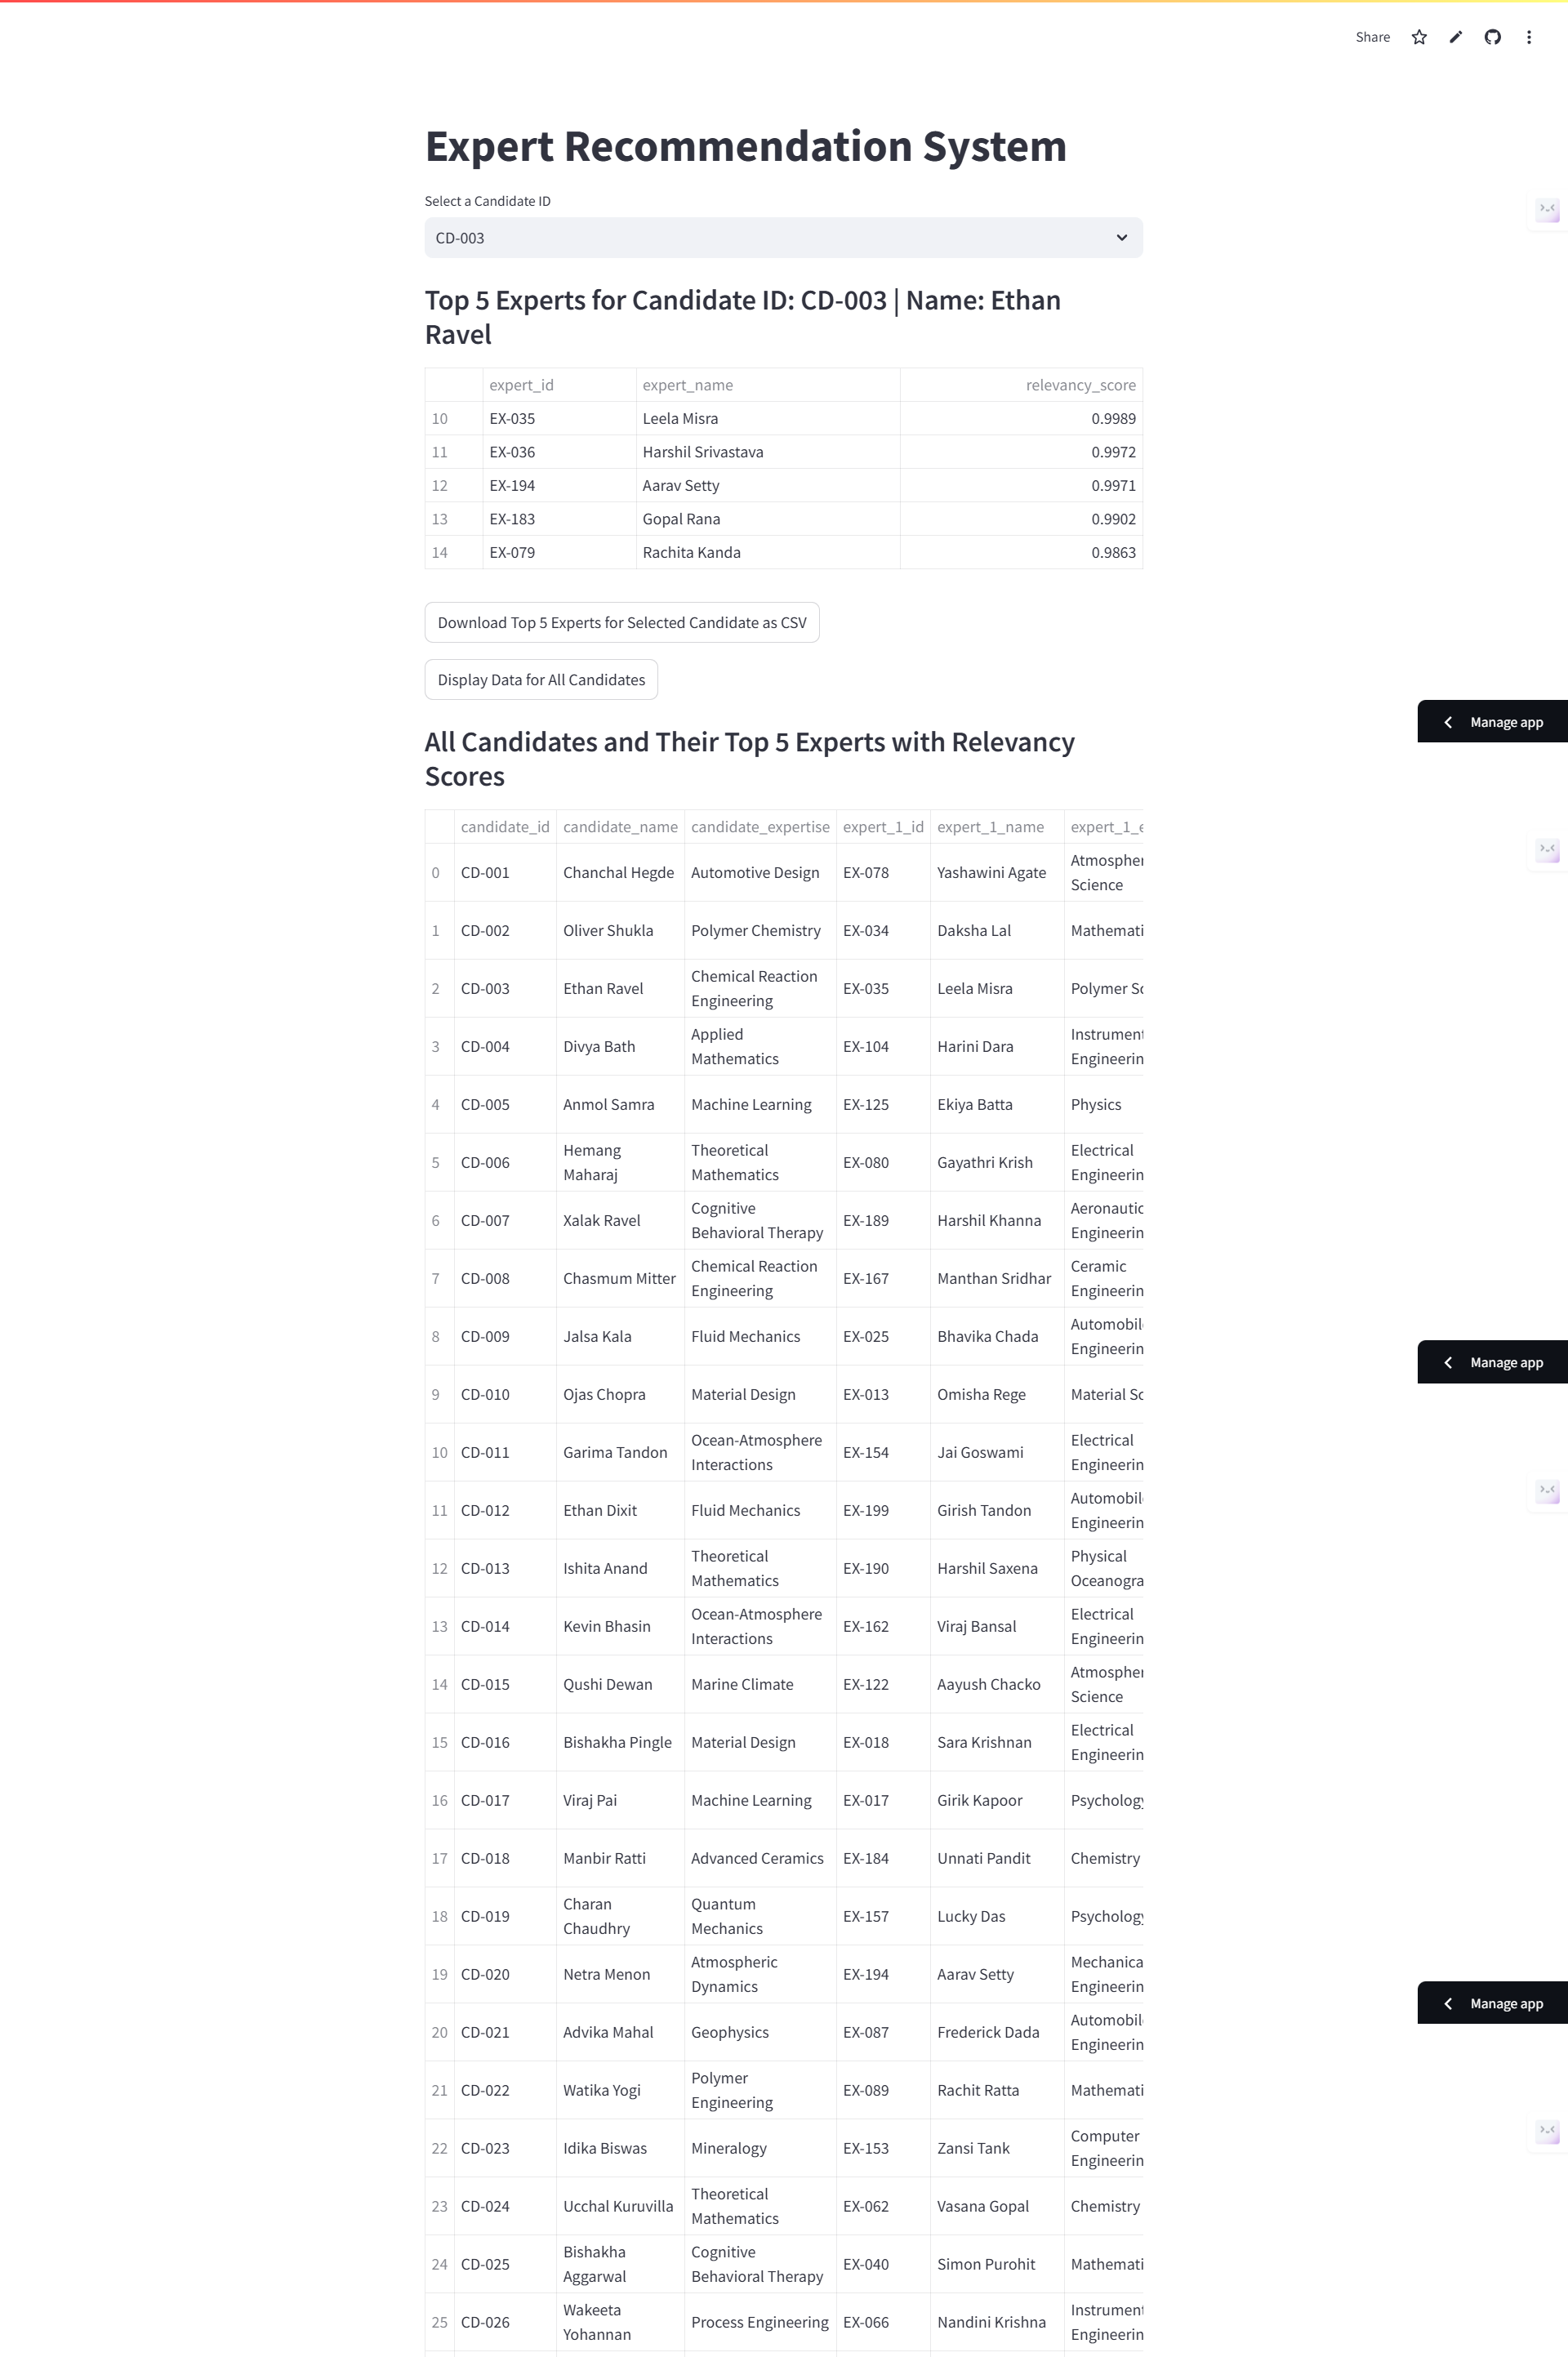 Share
Expert Recommendation System
Select a Candidate ID
CD-003
Top 5 Experts for Candidate ID: CD-003 | Name: Ethan
Ravel
expert_id expert_name relevancy_score
10 EX-035 Leela Misra 0.9989
11 EX-036 Harshil Srivastava 0.9972
12 EX-194 Aarav Setty 0.9971
13 EX-183 Gopal Rana 0.9902
14 EX-079 Rachita Kanda 0.9863
Download Top 5 Experts for Selected Candidate as CSV
Display Data for All Candidates
Manage app
All Candidates and Their Top 5 Experts with Relevancy
Scores
candidate_id candidate_name candidate_expertise expert_1_id expert_1_name expert_1_e
0 CD-001 Chanchal Hegde Automotive Design EX-078 Yashawini Agate Atmospher
Science
1 CD-002 Oliver Shukla Polymer Chemistry EX-034 Daksha Lal Mathemati
2 CD-003 Ethan Ravel Chemical Reaction EX-035 Leela Misra Polymer Sc
Engineering
3 CD-004 Divya Bath Applied EX-104 Harini Dara Instrument
Mathematics Engineerin
4 CD-005 Anmol Samra Machine Learning EX-125 Ekiya Batta Physics
5 CD-006 Hemang Theoretical EX-080 Gayathri Krish Electrical
Maharaj Mathematics Engineerin
6 CD-007 Xalak Ravel Cognitive EX-189 Harshil Khanna Aeronautic
Behavioral Therapy Engineerin
7 CD-008 Chasmum Mitter Chemical Reaction EX-167 Manthan Sridhar Ceramic
Engineering Engineerin
8 CD-009 Jalsa Kala Fluid Mechanics EX-025 Bhavika Chada Automobil
Engineerin
Manage app
9 CD-010 Ojas Chopra Material Design EX-013 Omisha Rege Material Sc
10 CD-011 Garima Tandon Ocean-Atmosphere EX-154 Jai Goswami Electrical
Interactions Engineerin
11 CD-012 Ethan Dixit Fluid Mechanics EX-199 Girish Tandon Automobil
Engineerin
12 CD-013 Ishita Anand Theoretical EX-190 Harshil Saxena Physical
Mathematics Oceanogra
13 CD-014 Kevin Bhasin Ocean-Atmosphere EX-162 Viraj Bansal Electrical
Interactions Engineerin
14 CD-015 Qushi Dewan Marine Climate EX-122 Aayush Chacko Atmospher
Science
15 CD-016 Bishakha Pingle Material Design EX-018 Sara Krishnan Electrical
Engineerin
16 CD-017 Viraj Pai Machine Learning EX-017 Girik Kapoor Psychology
17 CD-018 Manbir Ratti Advanced Ceramics EX-184 Unnati Pandit Chemistry
18 CD-019 Charan Quantum EX-157 Lucky Das Psychology
Chaudhry Mechanics
19 CD-020 Netra Menon Atmospheric EX-194 Aarav Setty Mechanica
Dynamics Engineerin
Manage app
20 CD-021 Advika Mahal Geophysics EX-087 Frederick Dada Automobil
Engineerin
21 CD-022 Watika Yogi Polymer EX-089 Rachit Ratta Mathemati
Engineering
22 CD-023 Idika Biswas Mineralogy EX-153 Zansi Tank Computer
Engineerin
23 CD-024 Ucchal Kuruvilla Theoretical EX-062 Vasana Gopal Chemistry
Mathematics
24 CD-025 Bishakha Cognitive EX-040 Simon Purohit Mathemati
Aggarwal Behavioral Therapy
25 CD-026 Wakeeta Process Engineering EX-066 Nandini Krishna Instrument
Yohannan Engineerin